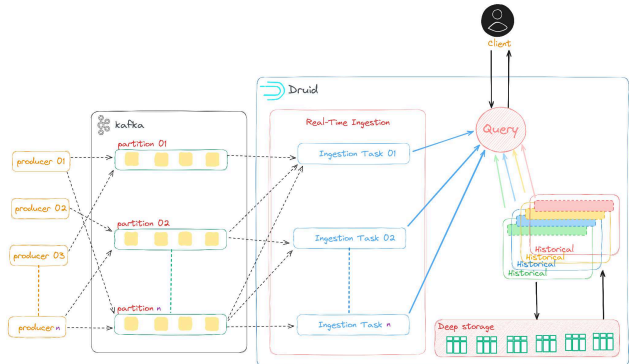 client
Druid
kafka
Real-Time Ingestion
Query
partition 01
producer 01
Ingestion Task 01
producer 02
partition 02
Ingestion Task 02
producer 03
Historical
Historical
Historical
Historical
partition n
producer n
Ingestion Task n
Deep storage